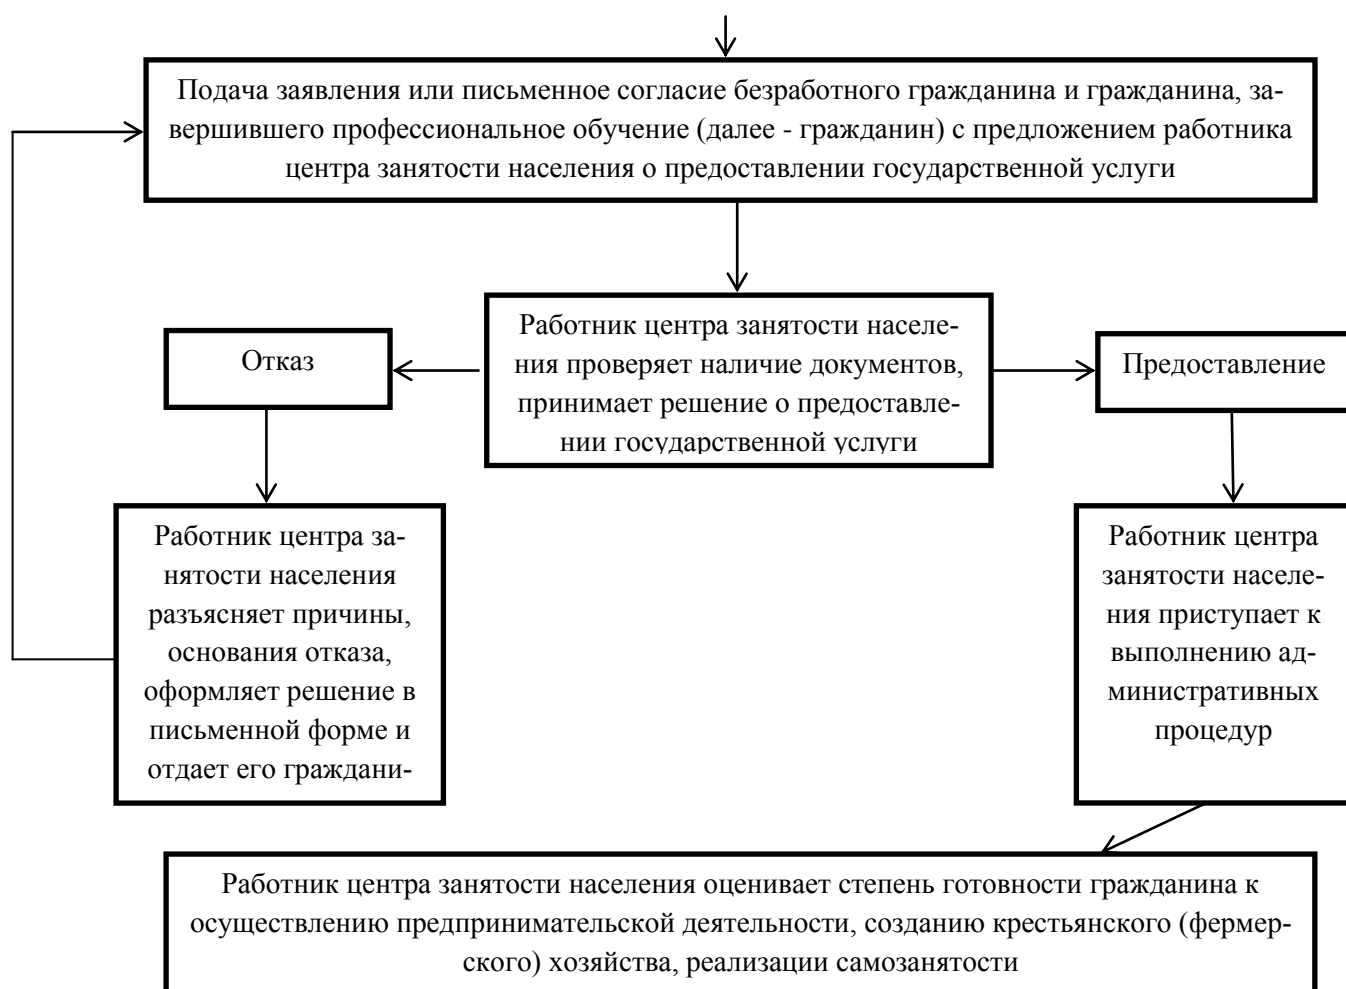 Подача заявления или письменное согласие безработного гражданина и гражданина, за-
вершившего профессиональное обучение (далее - гражданин) с предложением работника
центра занятости населения о предоставлении государственной услуги
Отказ
Работник центра занятости населе-
ния проверяет наличие документов,
принимает решение о предоставле-
нии государственной услуги
Предоставление
Работник центра за-
нятости населения
разъясняет причины,
основания отказа,
оформляет решение в
письменной форме и
отдает его граждани-
Работник центра
занятости населе-
ния приступает к
выполнению ад-
министративных
процедур
Работник центра занятости населения оценивает степень готовности гражданина к
осуществлению предпринимательской деятельности, созданию крестьянского (фермер-
ского) хозяйства, реализации самозанятости